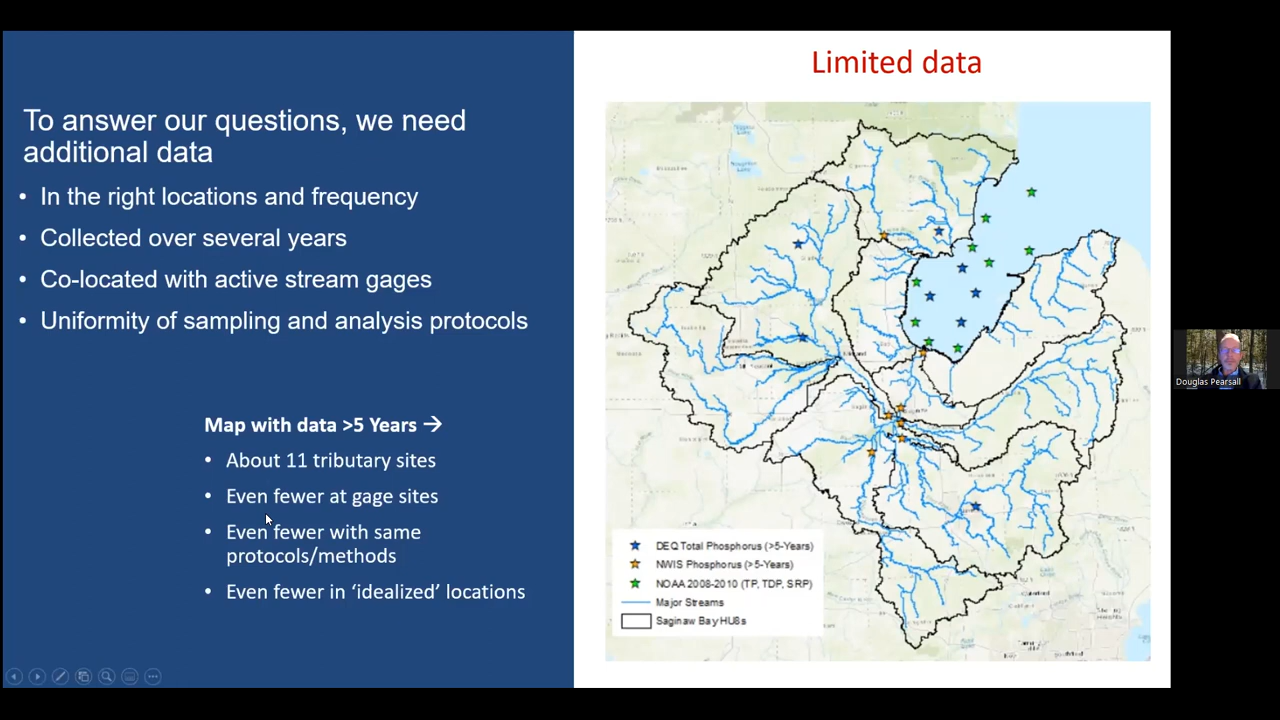 Limited data
To answer our questions, we need
additional data
• In the right locations and frequency
• Collected over several years
• Co-located with active stream gages
• Uniformity of sampling and analysis protocols
Map with data >5 Years →
• About 11 tributary sites
• Even fewer at gage sites
• Even fewer with same
protocols/methods
• Even fewer in ‘idealized’ locations
DEQ Total Phosphorus (>5-Years)
NWIS Phosphorus (>5-Years)
NOAA 2008-2010 (TP, TDP, SRP)
Major Streams
Saginaw Bay HU8s
Douglas Pearsall